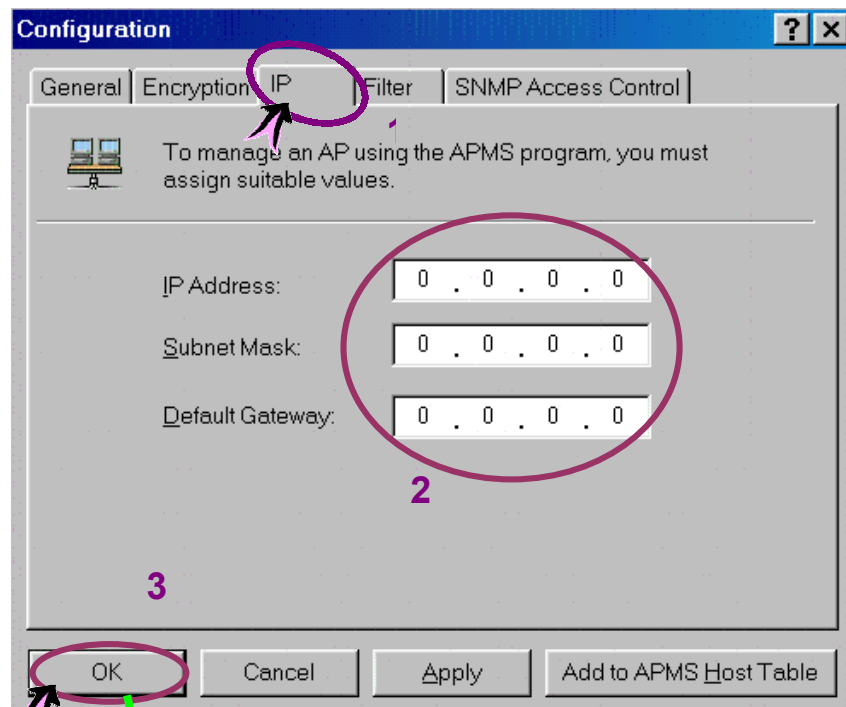 Configuration
General Encryption IP Filter SNMP Access Control
1
To manage an AP using the APMS program, you must
assign suitable values.
IP Address: 0 . 0 . 0 . 0
Subnet Mask: 0 . 0 . 0 . 0
Default Gateway: 0 . 0 . 0 . 0
2
3
OK Cancel Apply Add to APMS Host Table